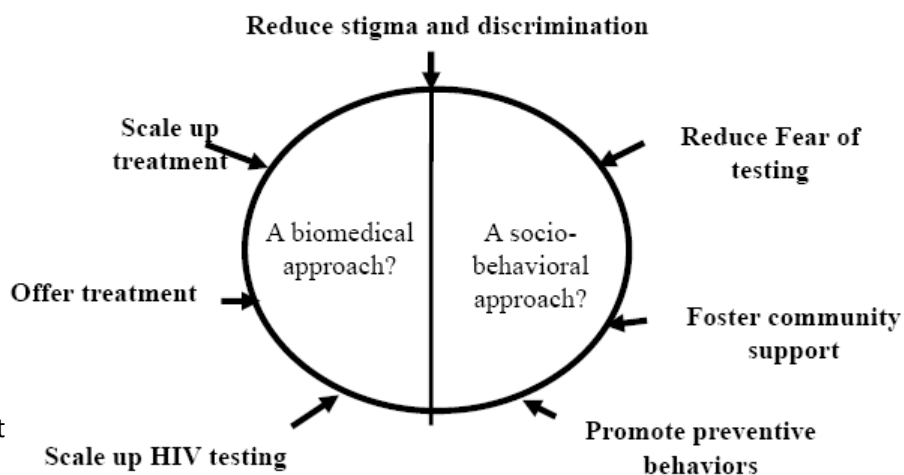 Reduce stigma and discrimination
Scale up
treatment
Reduce Fear of
testing
A biomedical
approach?
A socio-
behavioral
approach?
Offer treatment
Foster community
support
t
Scale up HIV testing
Promote preventive
behaviors